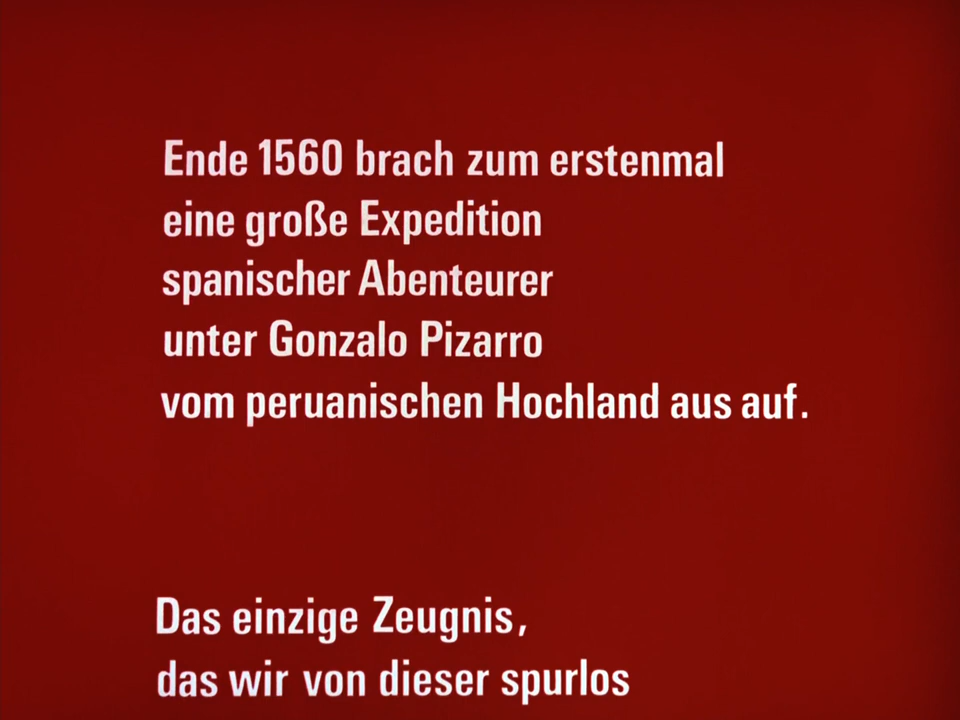 Ende 1560 brach zum erstenmal
eine große Expedition
spanischer Abenteurer
unter Gonzalo Pizarro
vom peruanischen Hochland aus auf.
Das einzige Zeugnis,
das wir von dieser spurlos